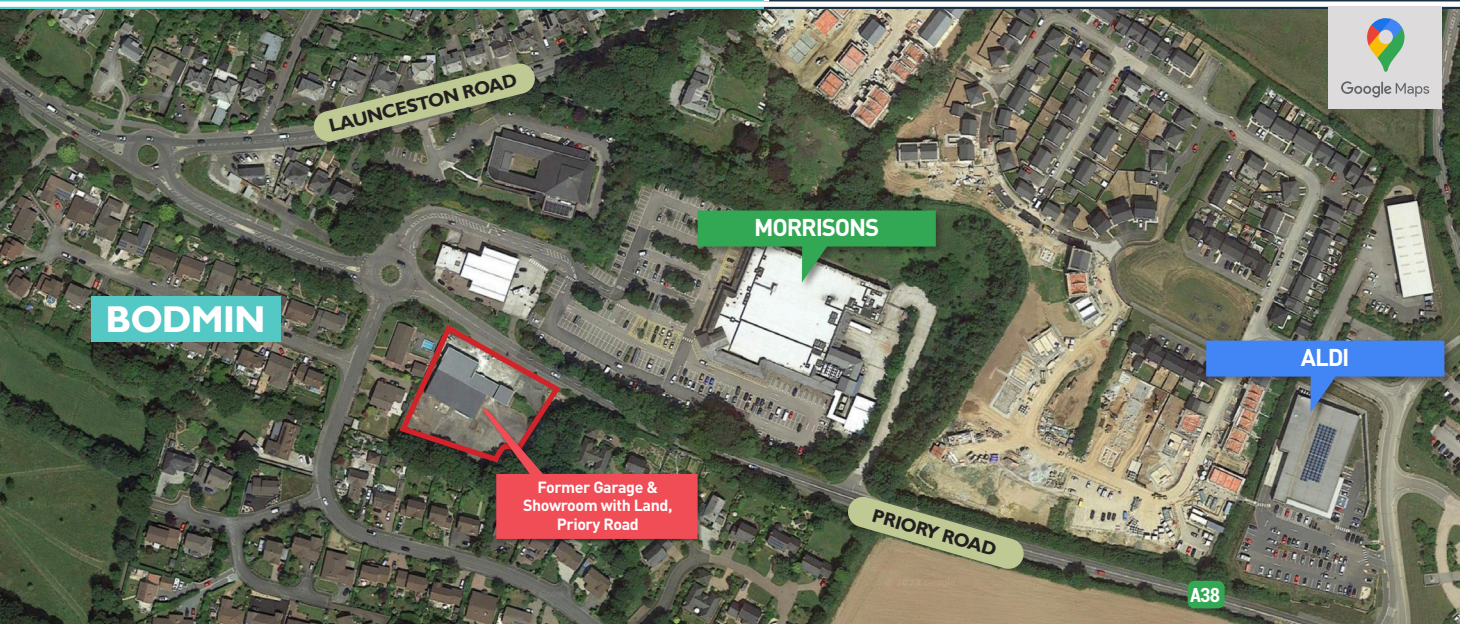 LAUNCESTON ROAD
Google Maps
MORRISONS
BODMIN
ALDI
Former Garage &
Showroom with Land,
Priory Road
PRIORY ROAD
A38